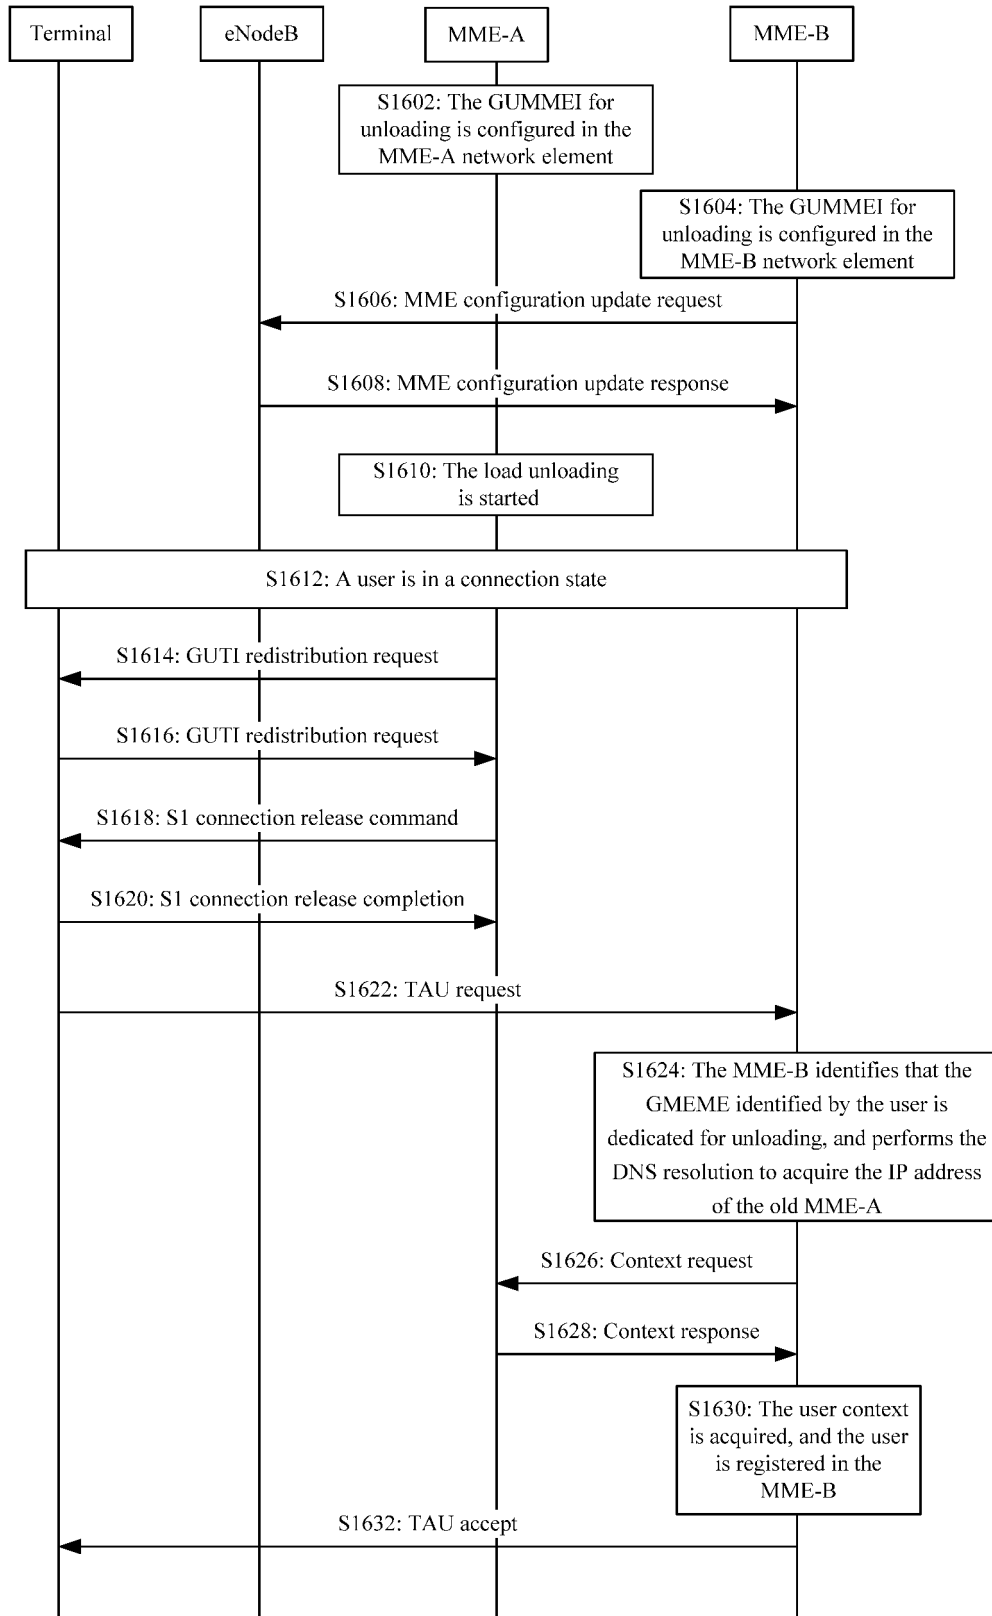 Terminal
eNodeB
MME-A
MME-B
S1602: The GUMMEI for
unloading is configured in the
MME-A network element
S1604: The GUMMEI for
unloading is configured in the
MME-B network element
S1606: MME configuration update request
S1608: MME configuration update response
S1610: The load unloading
is started
S1612: A user is in a connection state
S1614: GUTI redistribution request
S1616: GUTI redistribution request
S1618: S1 connection release command
S1620: S1 connection release completion
S1622: TAU request
S1624: The MME-B identifies that the
GMEME identified by the user is
dedicated for unloading, and performs the
DNS resolution to acquire the IP address
of the old MME-A
S1626: Context request
S1628: Context response
S1630: The user context
is acquired, and the user
is registered in the
MME-B
S1632: TAU accept